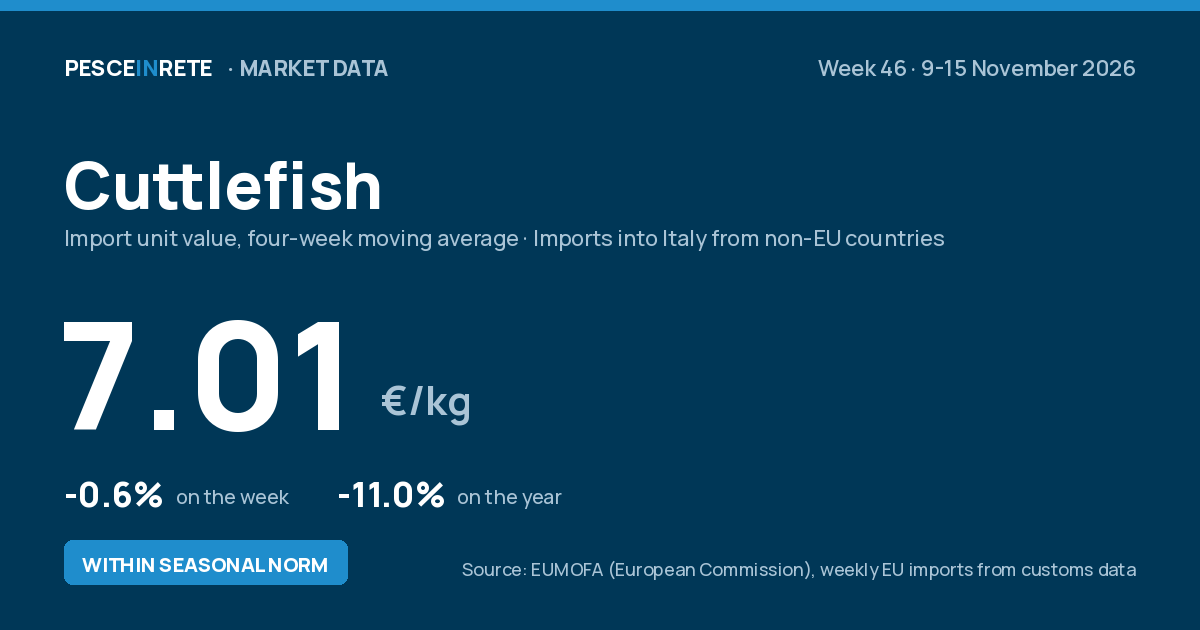 PESCEINRETE · MARKET DATA
Week 46 · 9-15 November 2026
Cuttlefish
Import unit value, four-week moving average · Imports into Italy from non-EU countries
7.01 €/kg
-0.6% on the week -11.0% on the year
WITHIN SEASONAL NORM
Source: EUMOFA (European Commission), weekly EU imports from customs data